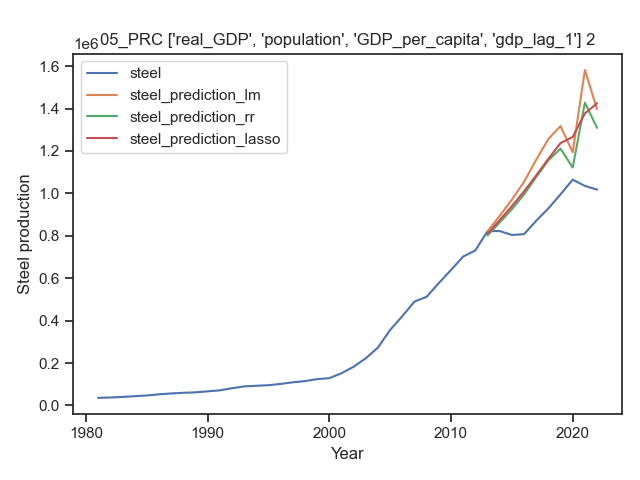 1e6
05_PRC ['real_GDP', 'population', 'GDP_per_capita', 'gdp_lag_1'] 2
steel
steel_prediction_lm
steel_prediction_rr
steel_prediction_lasso
1.6
1.4
1.2
1.0
0.8
0.6
0.4
0.2
0.0
Steel production
1980
1990
2000
2010
2020
Year